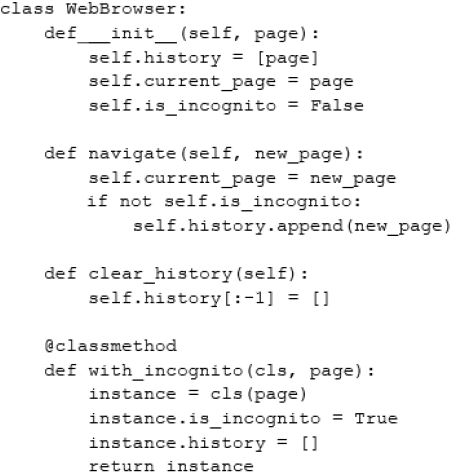 class WebBrowser:
    def__init__(self, page):
        self.history = [page]
        self.current_page = page
        self.is_incognito = False

    def navigate(self, new_page):
        self.current_page = new_page
        if not self.is_incognito:
            self.history.append(new_page)

    def clear_history(self):
        self.history[:-1] = []

    @classmethod
    def with_incognito(cls, page):
        instance = cls(page)
        instance.is_incognito = True
        instance.history = []
        return instance